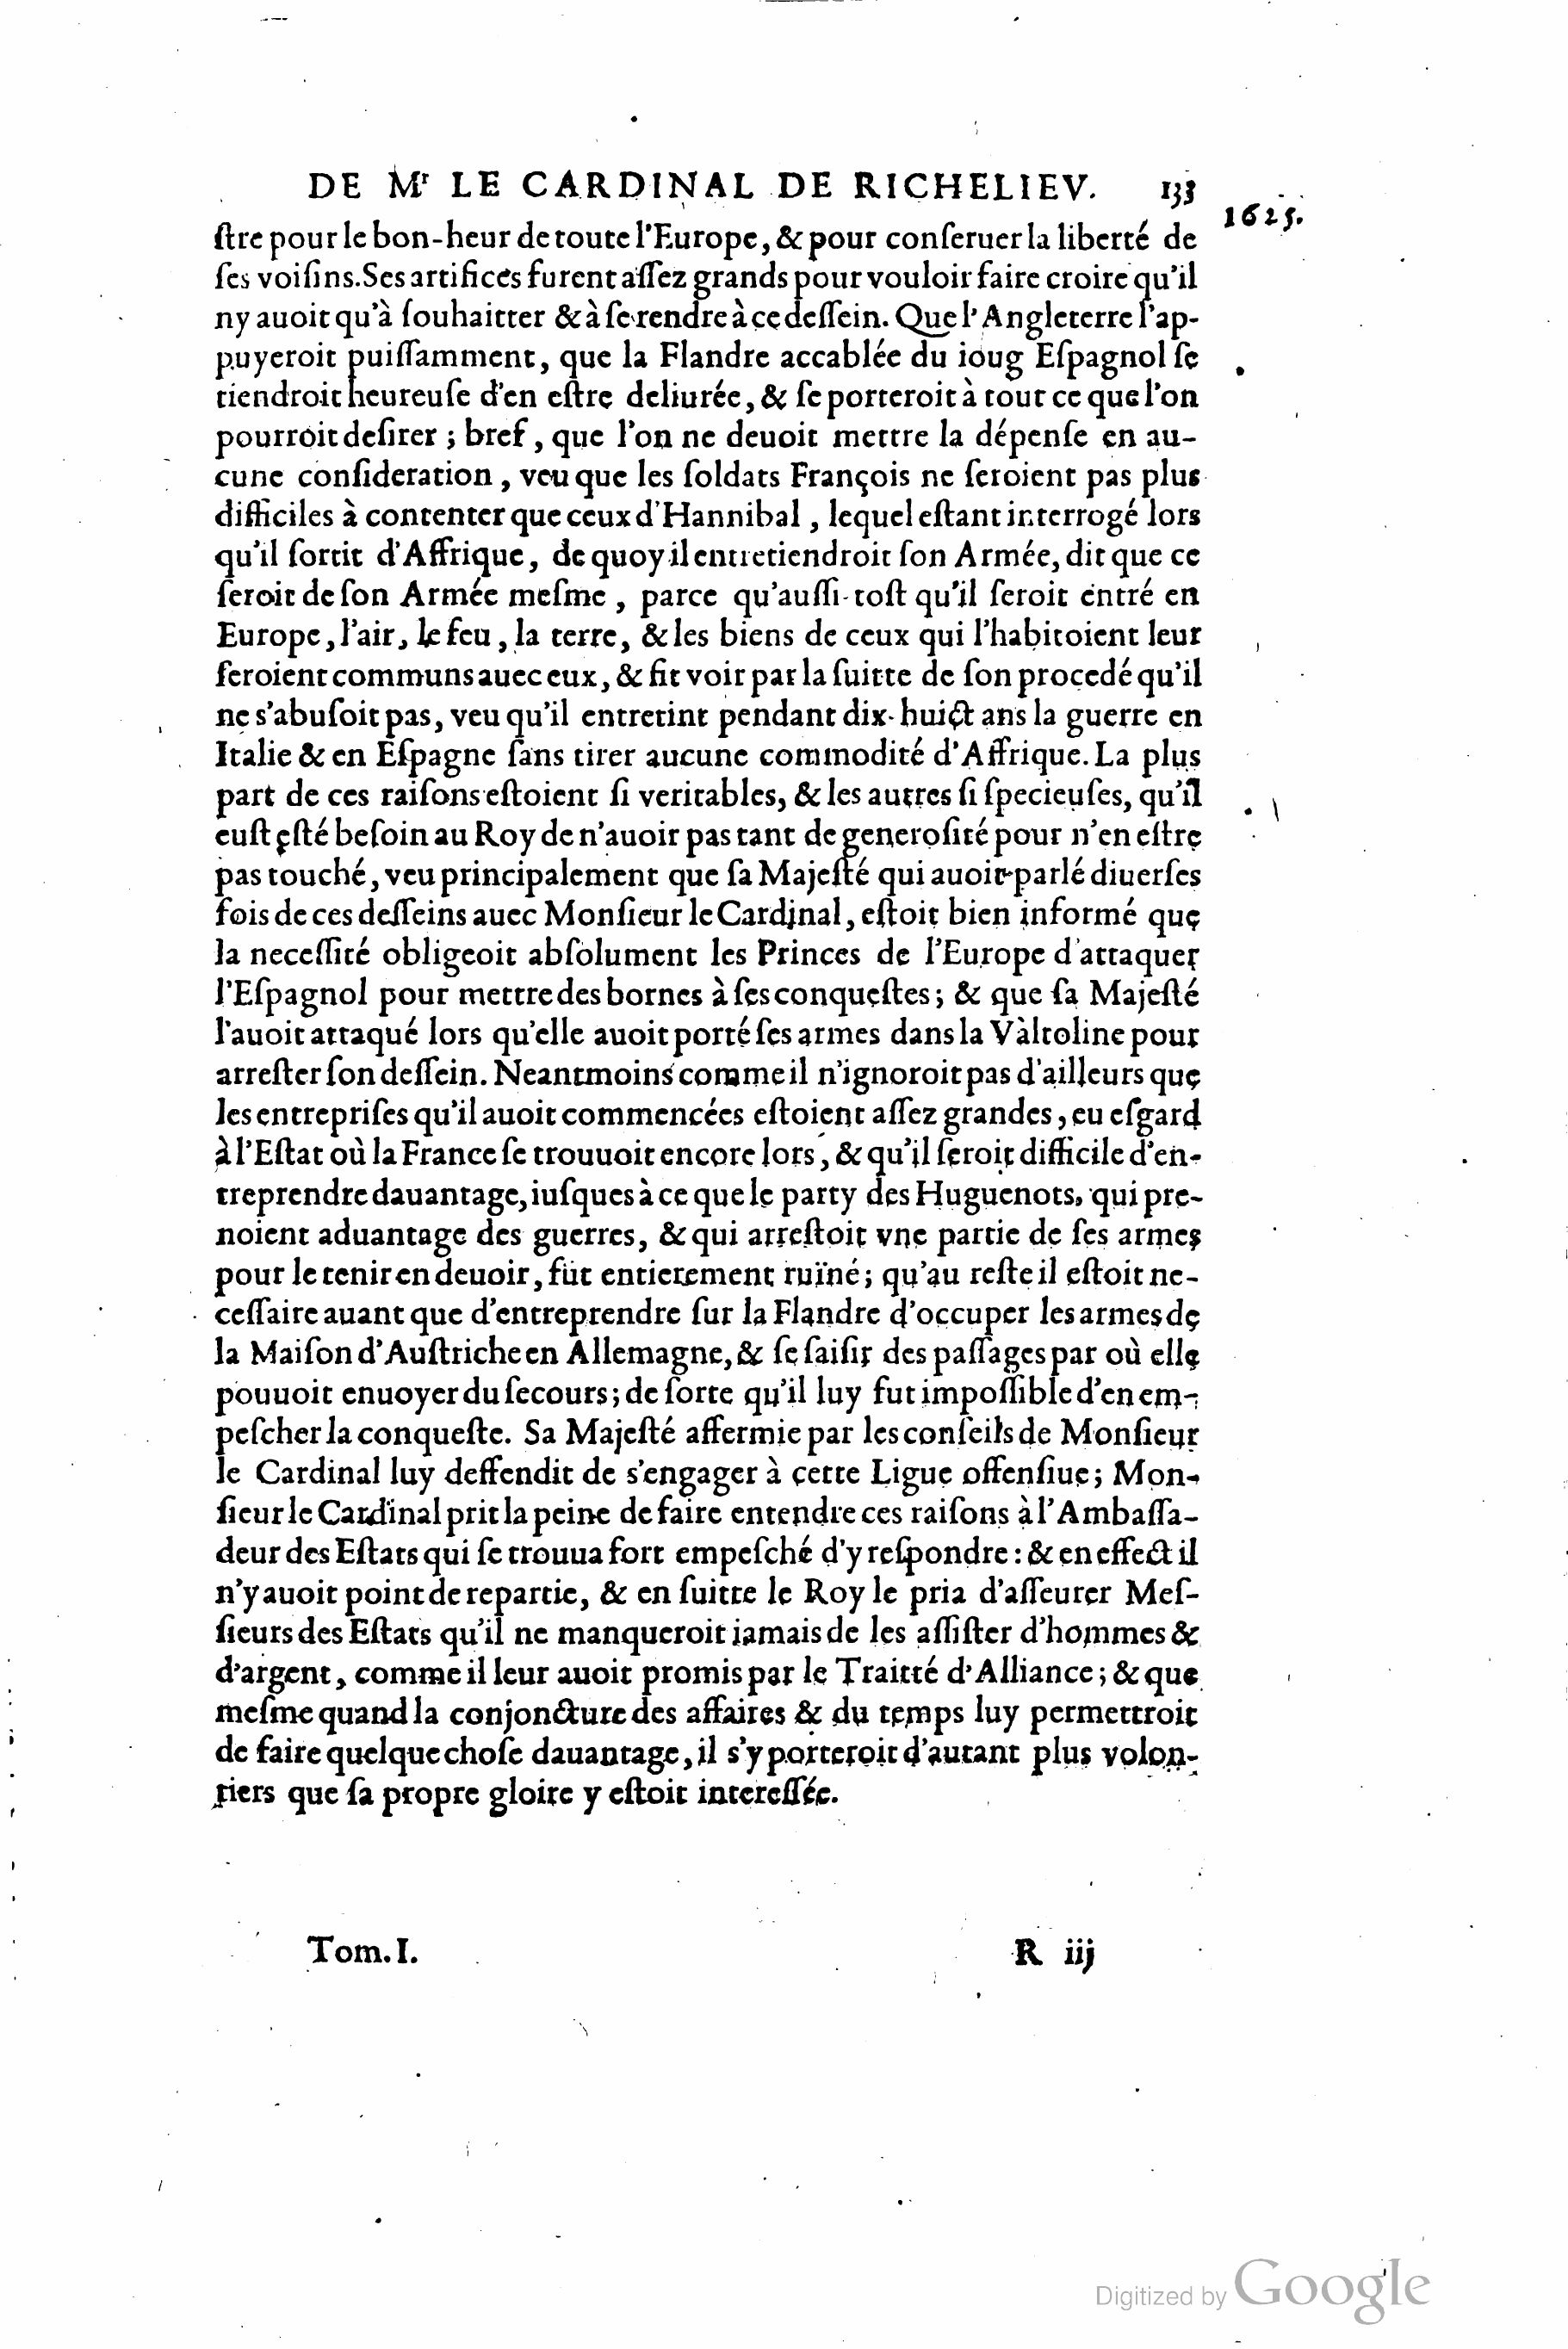 DE Mr LE CARDINAL DE RICHELIEV. 133
1625.
ſtre pour le bon-heur de toute l'Europe, & pour conſeruer la liberté de
ſes voiſins. Ses artifices furent aſſez grands pour vouloir faire croire qu'il
ny auoit qu'à ſouhaitter & à ſe rendre à ce deſſein. Que l'Angleterre l'ap-
puyeroit puiſſamment, que la Flandre accablée du ioug Eſpagnol ſe
tiendroit heureuſe d'en eſtre deliurée, & ſe porteroit à tout ce que l'on
pourroit deſirer ; bref, que l'on ne deuoit mettre la dépenſe en au-
cune conſideration, veu que les ſoldats François ne ſeroient pas plus
difficiles à contenter que ceux d'Hannibal, lequel eſtant interrogé lors
qu'il ſortit d'Affrique, de quoy il entretiendroit ſon Armée, dit que ce
ſeroit de ſon Armée meſme, parce qu'auſſi-toſt qu'il ſeroit entré en
Europe, l'air, le feu, la terre, & les biens de ceux qui l'habitoient leur
ſeroient communs auec eux, & fit voir par la ſuitte de ſon procedé qu'il
ne s'abuſoit pas, veu qu'il entretint pendant dix-huict ans la guerre en
Italie & en Eſpagne ſans tirer aucune commodité d'Affrique. La plus
part de ces raiſons eſtoient ſi veritables, & les autres ſi ſpecieuſes, qu'il
euſt eſté beſoin au Roy de n'auoir pas tant de generoſité pour n'en eſtre
pas touché, veu principalement que ſa Majeſté qui auoit parlé diuerſes
fois de ces deſſeins auec Monſieur le Cardinal, eſtoit bien informé que
la neceſſité obligeoit abſolument les Princes de l'Europe d'attaquer
l'Eſpagnol pour mettre des bornes à ſes conqueſtes ; & que ſa Majeſté
l'auoit attaqué lors qu'elle auoit porté ſes armes dans la Vàltoline pour
arreſter ſon deſſein. Neantmoins comme il n'ignoroit pas d'ailleurs que
les entrepriſes qu'il auoit commencées eſtoient aſſez grandes, eu eſgard
à l'Eſtat où la France ſe trouuoit encore lors, & qu'il ſeroit difficile d'en-
treprendre dauantage, iuſques à ce que le party des Huguenots, qui pre-
noient aduantage des guerres, & qui arreſtoit vne partie de ſes armes
pour le tenir en deuoir, fût entierement ruïné ; qu'au reſte il eſtoit ne-
ceſſaire auant que d'entreprendre ſur la Flandre d'occuper les armes de
la Maiſon d'Auſtriche en Allemagne, & ſe ſaiſir des paſſages par où elle
pouuoit enuoyer du ſecours ; de ſorte qu'il luy fut impoſſible d'en em-
peſcher la conqueſte. Sa Majeſté affermie par les conſeils de Monſieur
le Cardinal luy deffendit de s'engager à cette Ligue offenſiue ; Mon-
ſieur le Cardinal prit la peine de faire entendre ces raiſons à l'Ambaſſa-
deur des Eſtats qui ſe trouua fort empeſché d'y reſpondre : & en effect il
n'y auoit point de repartie, & en ſuitte le Roy le pria d'aſſeurer Meſ-
ſieurs des Eſtats qu'il ne manqueroit iamais de les aſſiſter d'hommes &
d'argent, comme il leur auoit promis par le Traitté d'Alliance ; & que
meſme quand la conjoncture des affaires & du temps luy permettroit
de faire quelque choſe dauantage, il s'y porteroit d'autant plus volon-
tiers que ſa propre gloire y eſtoit intereſſée.
Tom. I. R iij
Digitized by Google